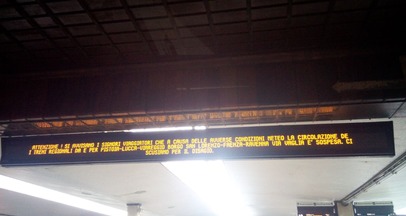 ATTENZIONE ! SI AVVISANO I SIGNORI VIAGGIATORI CHE A CAUSA DELLE AVVERSE CONDIZIONI METEO LA CIRCOLAZIONE DE
I TRENI REGIONALI DA E PER PISTOIA-LUCCA-VIAREGGIO BORGO SAN LORENZO-FAENZA-RAVENNA VIA VAGLIA E' SOSPESA. CI
SCUSIAMO PER IL DISAGIO.